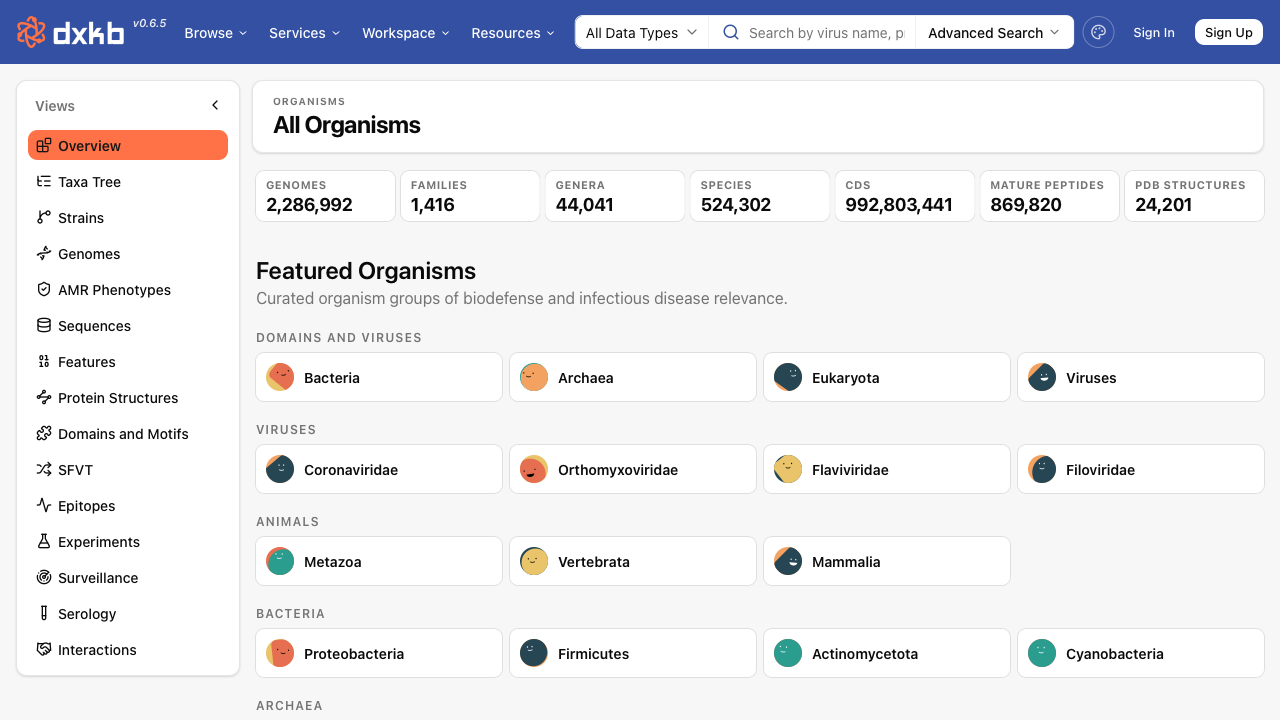 dxkb v0.6.5 Browse Services Workspace Resources All Data Types Search by virus name, p Advanced Search Sign In Sign Up
Views
Overview
Taxa Tree
Strains
Genomes
AMR Phenotypes
Sequences
Features
Protein Structures
Domains and Motifs
SFVT
Epitopes
Experiments
Surveillance
Serology
Interactions
ORGANISMS
All Organisms
GENOMES
2,286,992
FAMILIES
1,416
GENERA
44,041
SPECIES
524,302
CDS
992,803,441
MATURE PEPTIDES
869,820
PDB STRUCTURES
24,201
Featured Organisms
Curated organism groups of biodefense and infectious disease relevance.
DOMAINS AND VIRUSES
Bacteria Archaea Eukaryota Viruses
VIRUSES
Coronaviridae Orthomyxoviridae Flaviviridae Filoviridae
ANIMALS
Metazoa Vertebrata Mammalia
BACTERIA
Proteobacteria Firmicutes Actinomycetota Cyanobacteria
ARCHAEA